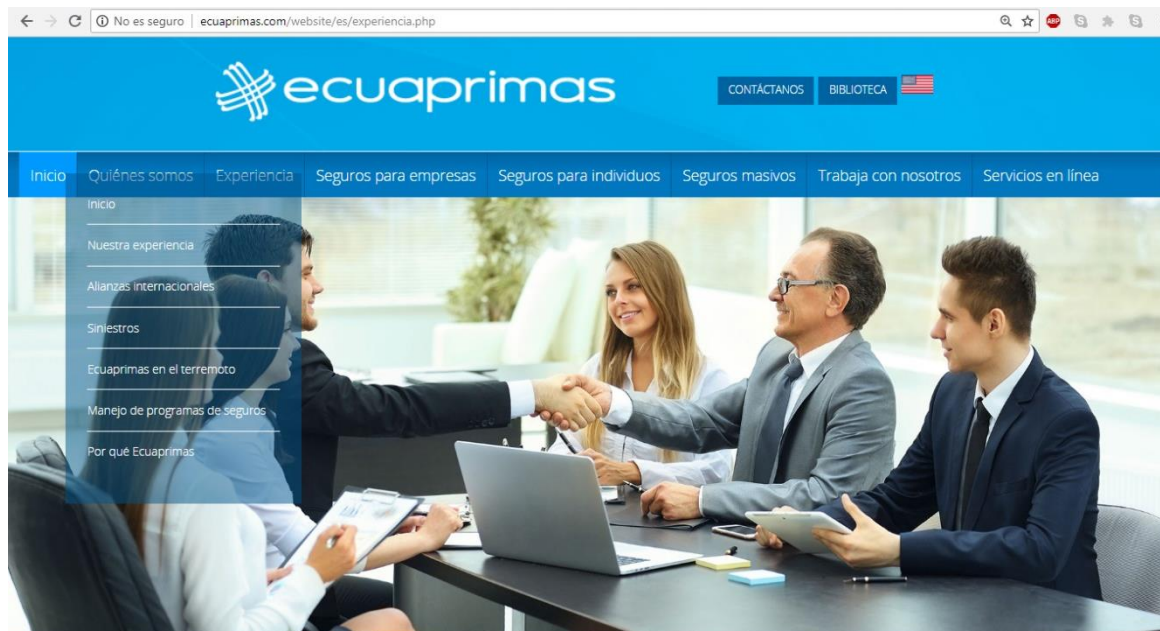 No es seguro | ecuaprimas.com/website/es/experiencia.php
ABP
ecuaprimas
CONTÁCTANOS BIBLIOTECA
Inicio Quiénes somos Experiencia Seguros para empresas Seguros para individuos Seguros masivos Trabaja con nosotros Servicios en línea
Inicio
Nuestra experiencia
Alianzas internacionales
Siniestros
Ecuaprimas en el terremoto
Manejo de programas de seguros
Por qué Ecuaprimas